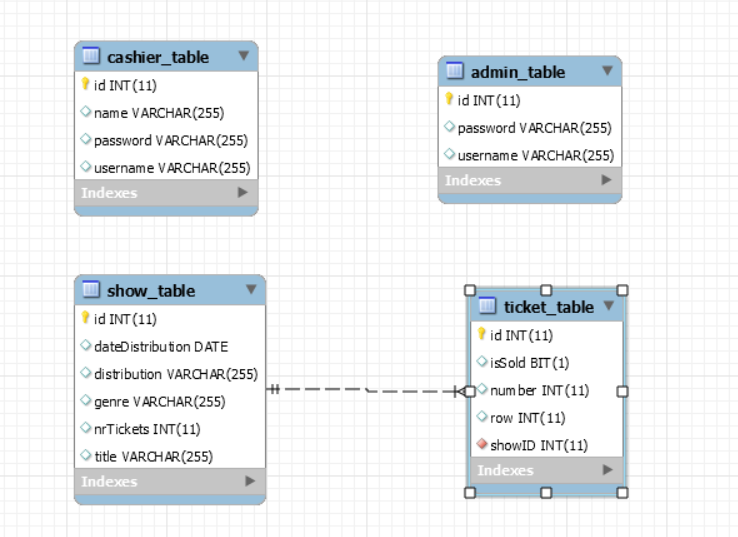 cashier_table
id INT(11)
name VARCHAR(255)
password VARCHAR(255)
username VARCHAR(255)
Indexes
admin_table
id INT(11)
password VARCHAR(255)
username VARCHAR(255)
Indexes
show_table
id INT(11)
dateDistribution DATE
distribution VARCHAR(255)
genre VARCHAR(255)
nrTickets INT(11)
title VARCHAR(255)
Indexes
ticket_table
id INT(11)
isSold BIT(1)
number INT(11)
row INT(11)
showID INT(11)
Indexes